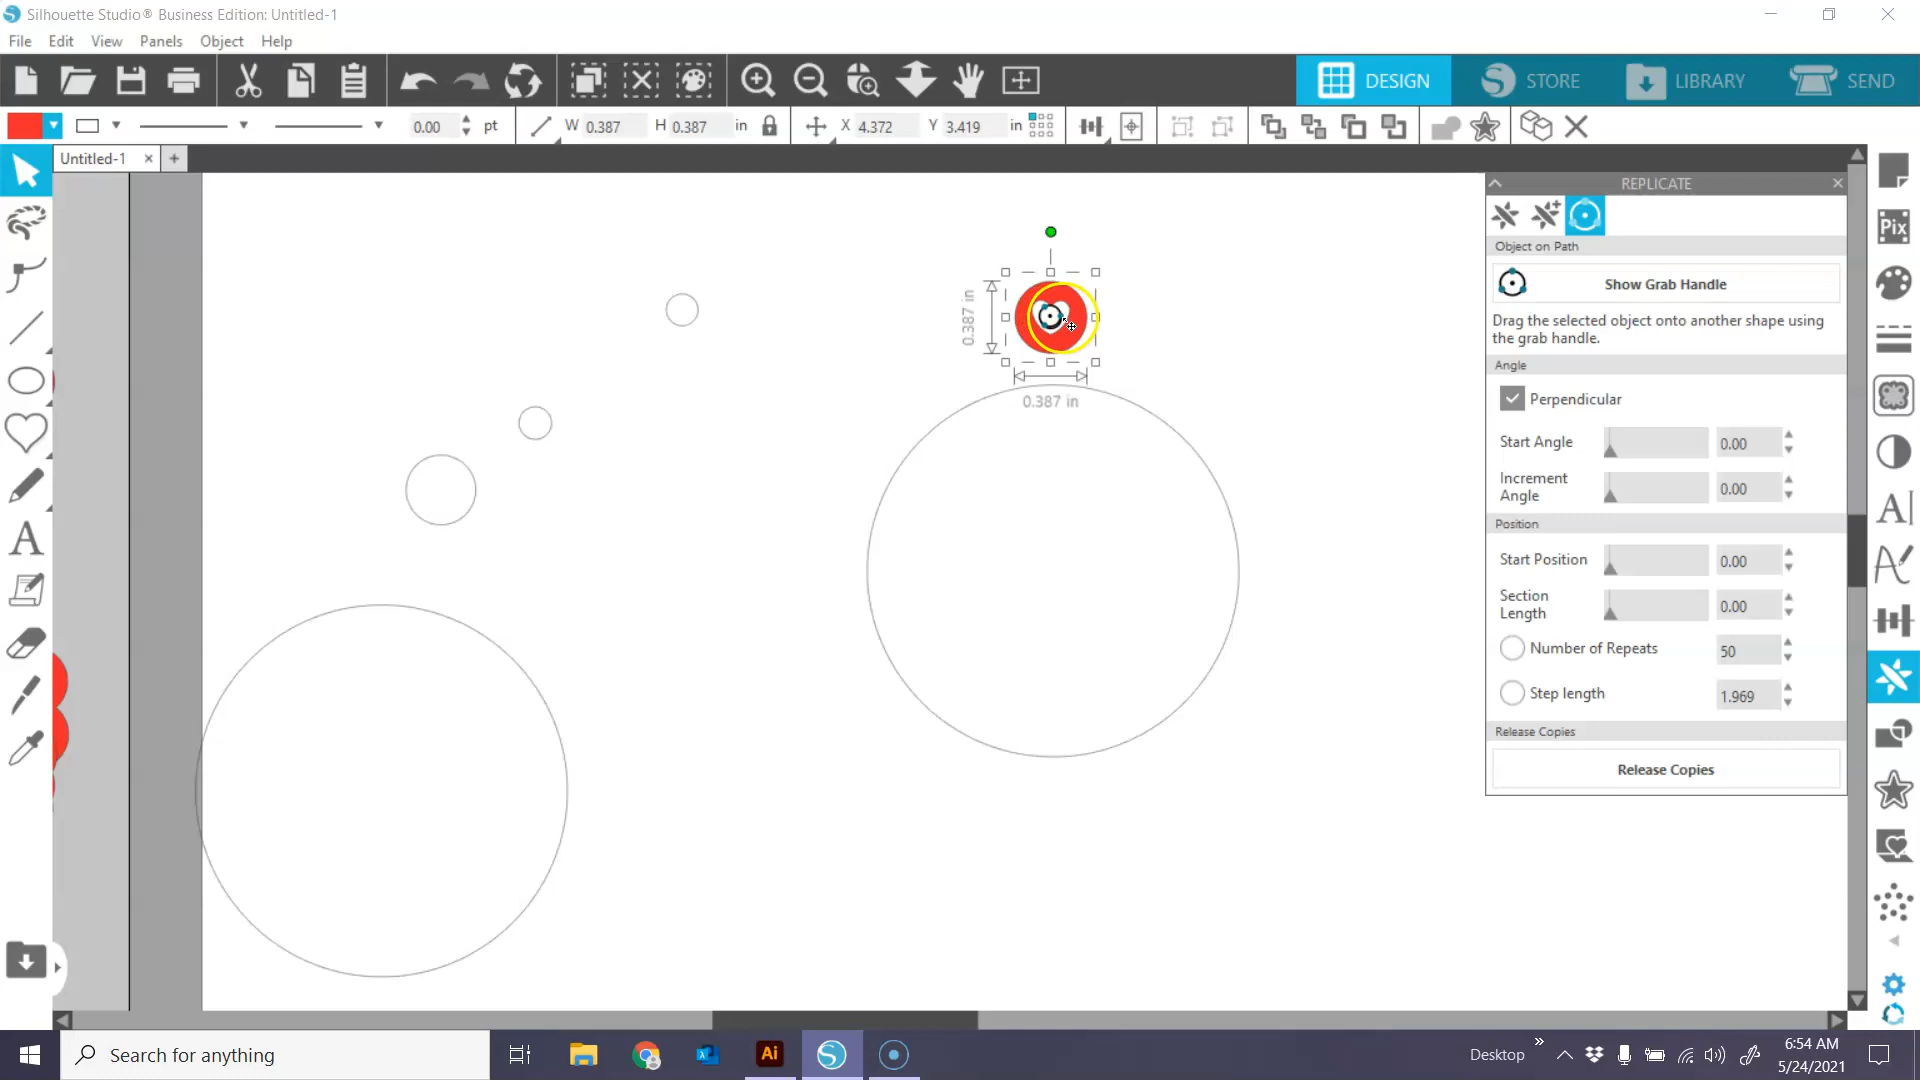 Silhouette Studio® Business Edition: Untitled-1
File Edit View Panels Object Help
DESIGN STORE LIBRARY SEND
0.00 pt W 0.387 H 0.387 in X 4.372 Y 3.419 in
Untitled-1
REPLICATE
Pix
Object on Path
Show Grab Handle
Drag the selected object onto another shape using
the grab handle.
Angle
Perpendicular
Start Angle 0.00
Increment
Angle 0.00
Position
Start Position 0.00
Section
Length 0.00
Number of Repeats 50
Step length 1.969
Release Copies
Release Copies
0.387 in
0.387 in
Search for anything
Ai
Desktop
6:54 AM
5/24/2021